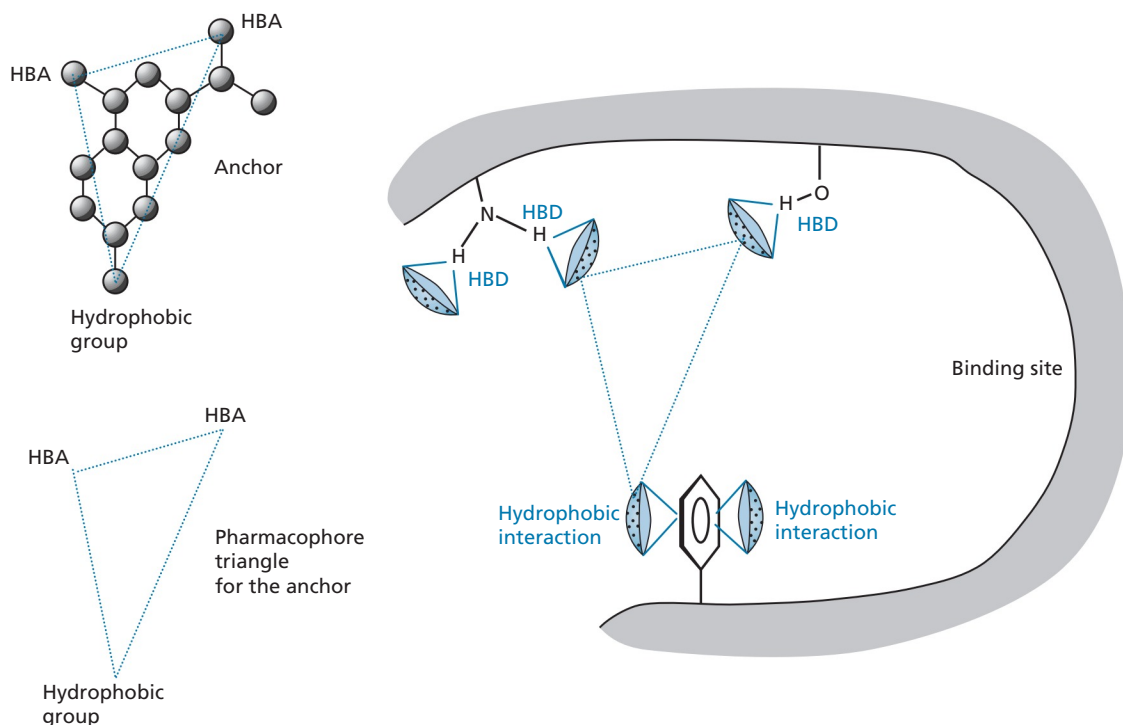 HBA
HBA
Anchor
Hydrophobic
group
HBA
HBA
Pharmacophore
triangle
for the anchor
Hydrophobic
group
N
H
HBD
H
HBD
H
O
HBD
Binding site
Hydrophobic
interaction
Hydrophobic
interaction